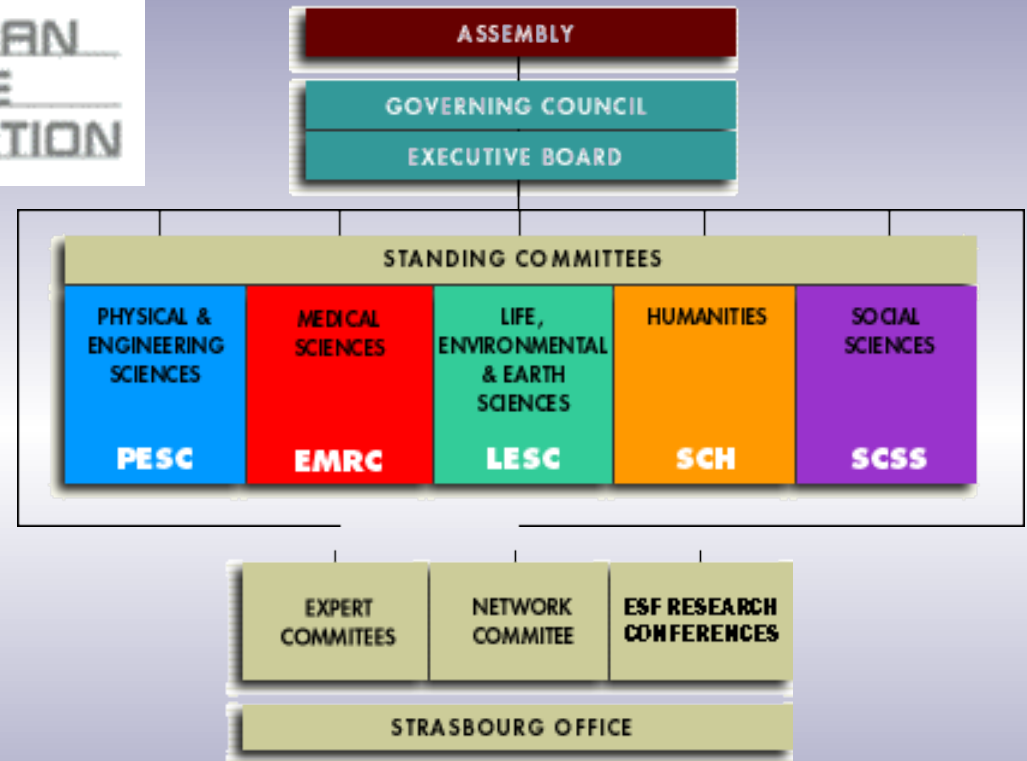 ASSEMBLY
GOVERNING COUNCIL
EXECUTIVE BOARD
STANDING COMMITTEES
PHYSICAL &
ENGINEERING
SCIENCES
PESC
MEDICAL
SCIENCES
EMRC
LIFE,
ENVIRONMENTAL
& EARTH
SCIENCES
LESC
HUMANITIES
SCH
SOCIAL
SCIENCES
SCSS
EXPERT
COMMITEES
NETWORK
COMMITEE
ESF RESEARCH
CONFERENCES
STRASBOURG OFFICE